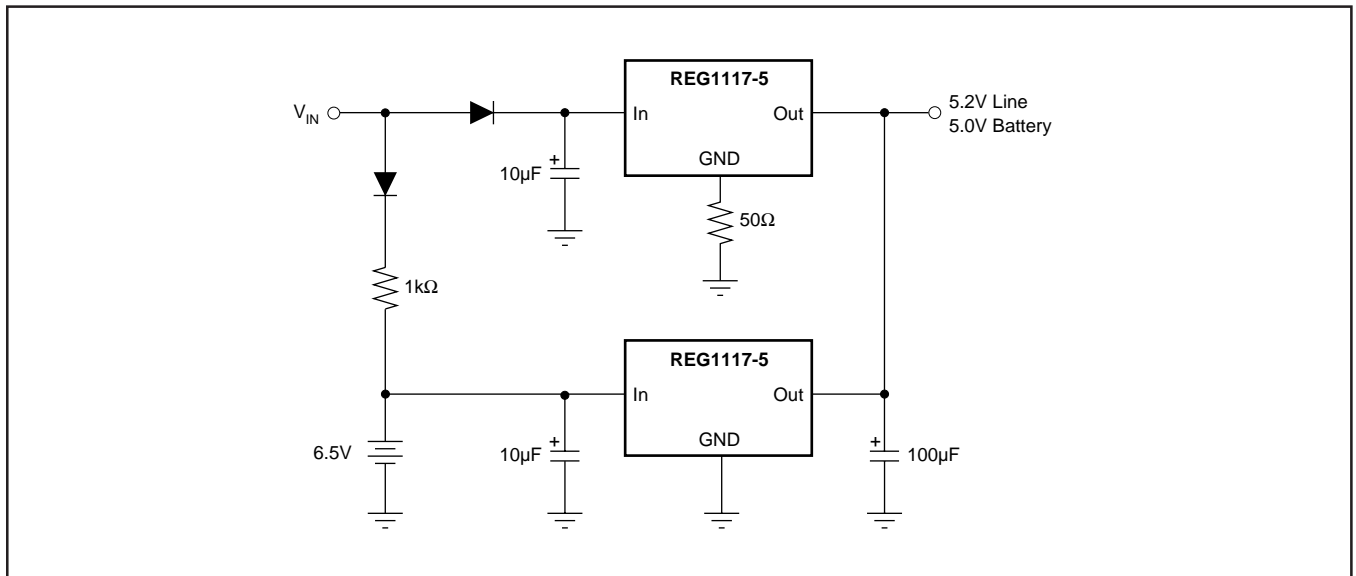 REG1117-5
V_IN
In
Out
5.2V Line
5.0V Battery
GND
10µF
+
50Ω
1kΩ
REG1117-5
In
Out
GND
6.5V
10µF
+
+
100µF